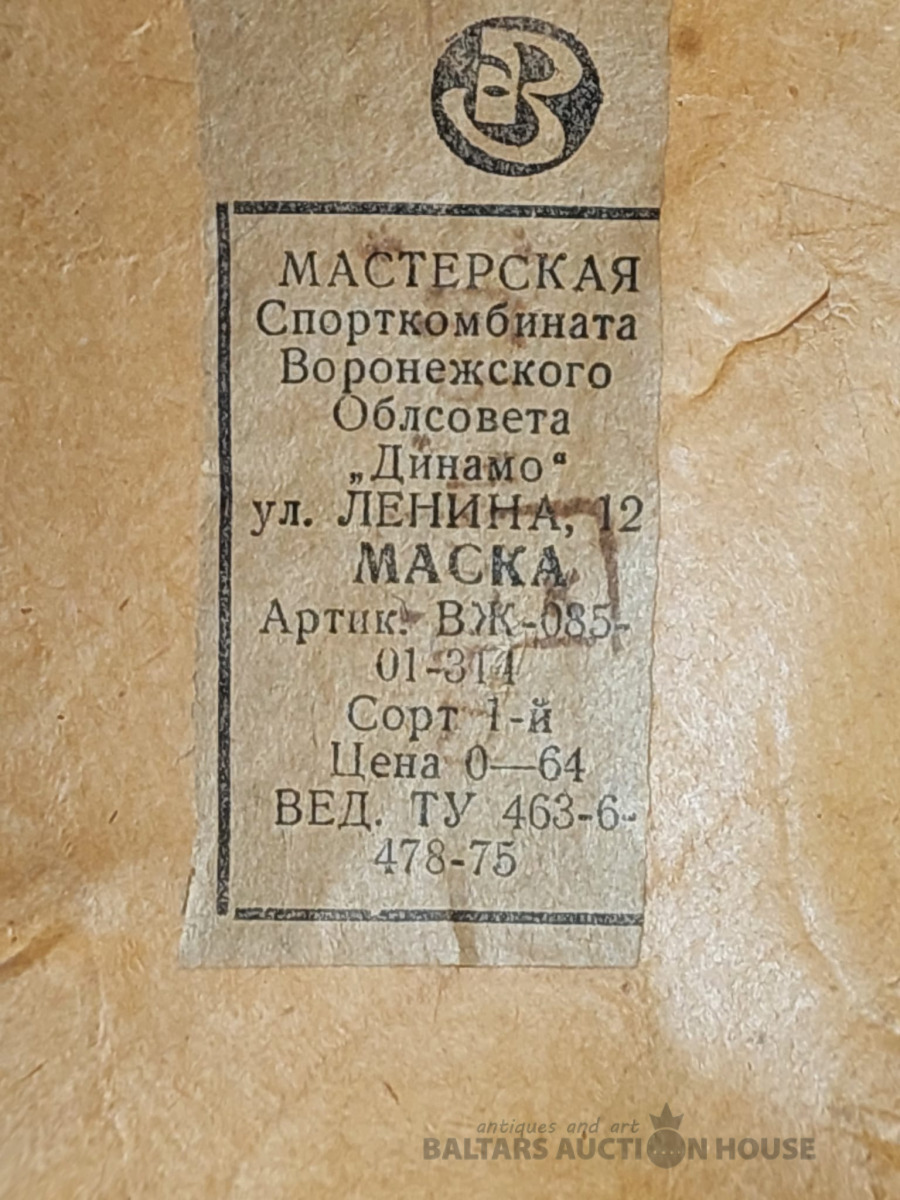 МАСТЕРСКАЯ
Спорткомбината
Воронежского
Облсовета
„Динамо“
ул. ЛЕНИНА, 12
МАСКА
Артик. ВЖ-085-
01-314
Сорт 1-й
Цена 0—64
ВЕД. ТУ 463-6-
478-75
antiques and art
BALTARS AUCTION HOUSE